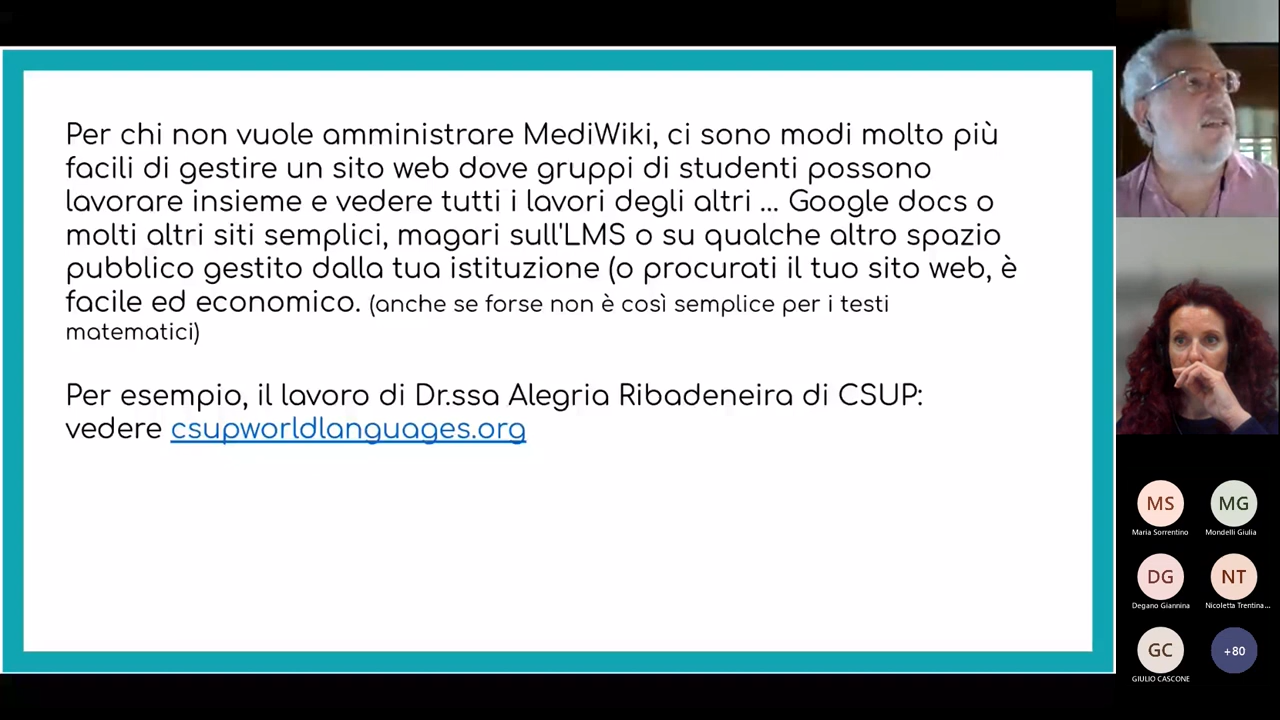 Per chi non vuole amministrare MediWiki, ci sono modi molto più
facili di gestire un sito web dove gruppi di studenti possono
lavorare insieme e vedere tutti i lavori degli altri ... Google docs o
molti altri siti semplici, magari sull'LMS o su qualche altro spazio
pubblico gestito dalla tua istituzione (o procurati il tuo sito web, è
facile ed economico. (anche se forse non è così semplice per i testi
matematici)
Per esempio, il lavoro di Dr.ssa Alegria Ribadeneira di CSUP:
vedere csupworldlanguages.org
MS
MG
Maria Sorrentino
Mondelli Giulia
DG
NT
Degano Giannina
Nicoletta Trentina...
GC
+80
GIULIO CASCONE